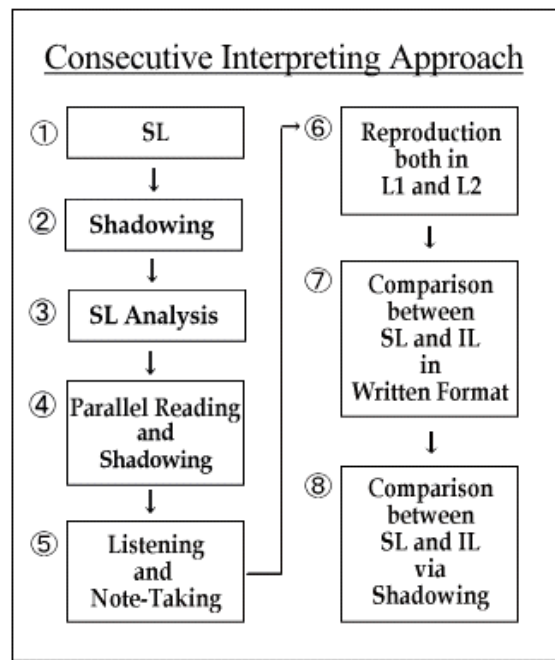 Consecutive Interpreting Approach
① SL
② Shadowing
③ SL Analysis
④ Parallel Reading
and
Shadowing
⑤ Listening
and
Note-Taking
⑥ Reproduction
both in
L1 and L2
⑦ Comparison
between
SL and IL
in
Written Format
⑧ Comparison
between
SL and IL
via
Shadowing